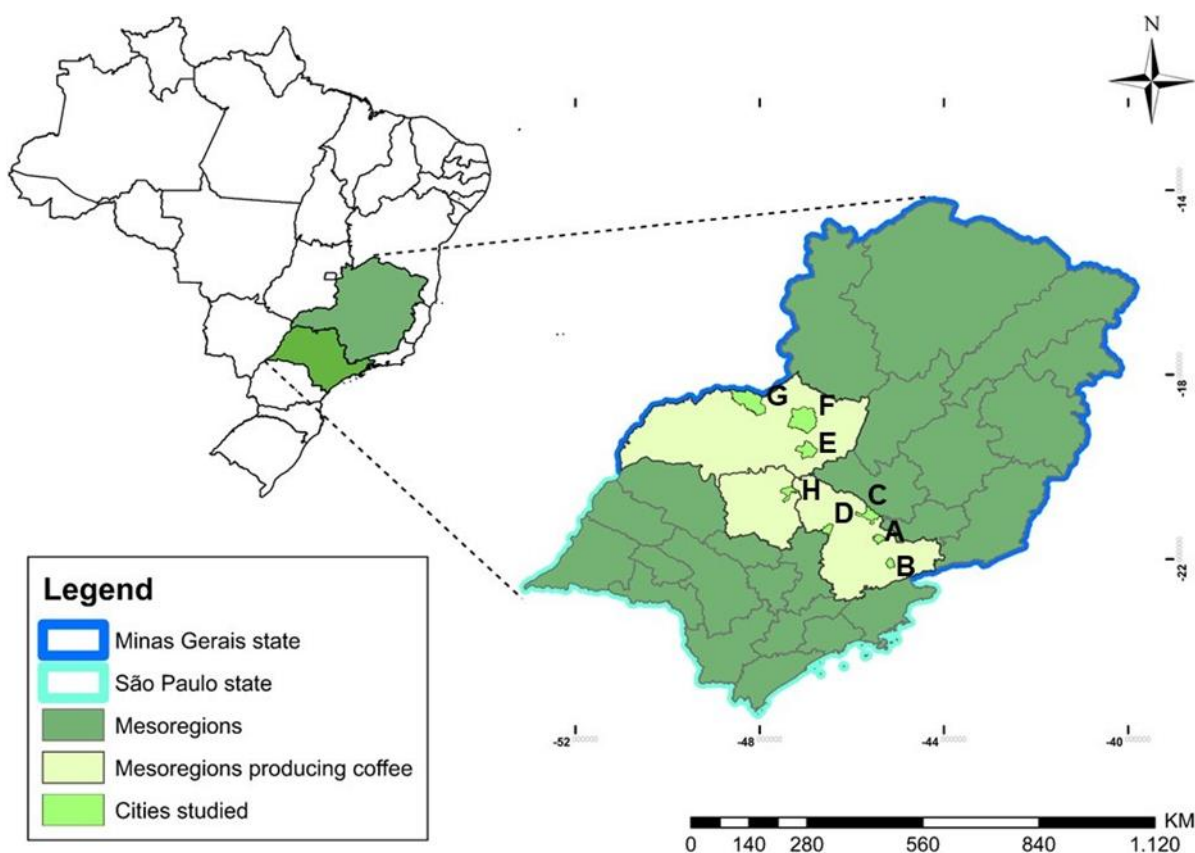 N
-14
-18
-22
G
F
E
H
C
D
A
B
-52
-48
-44
-40
Legend
Minas Gerais state
São Paulo state
Mesoregions
Mesoregions producing coffee
Cities studied
KM
0 140 280 560 840 1.120